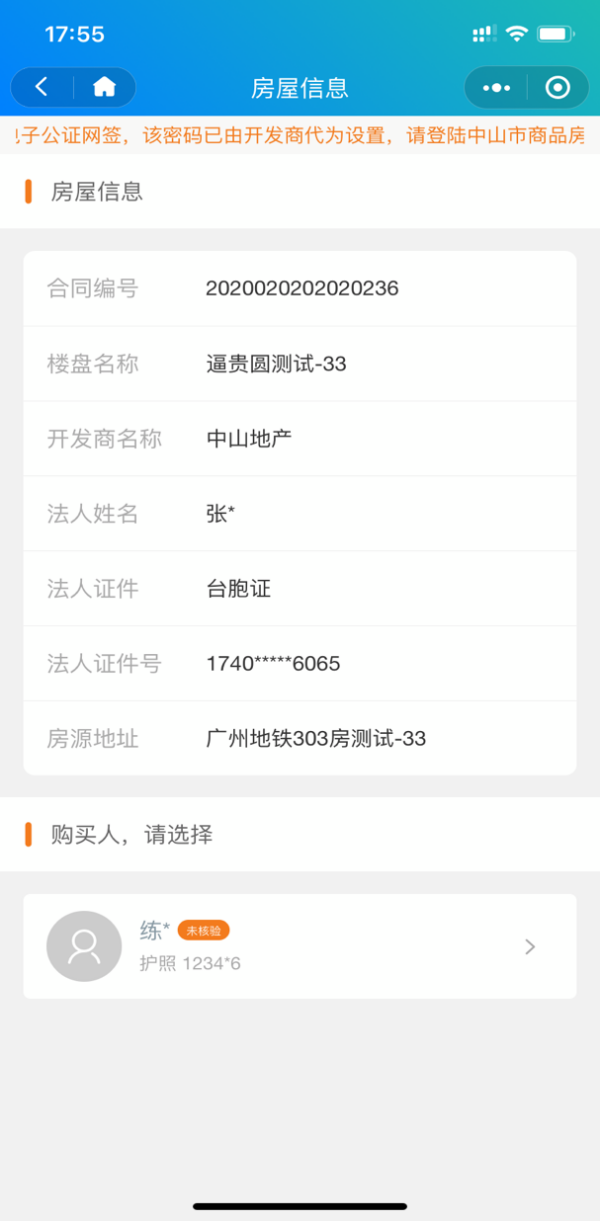 17:55
房屋信息
子公证网签，该密码已由开发商代为设置，请登陆中山市商品房
房屋信息
合同编号 2020020202020236
楼盘名称 逼贵圆测试-33
开发商名称 中山地产
法人姓名 张*
法人证件 台胞证
法人证件号 1740*****6065
房源地址 广州地铁303房测试-33
购买人，请选择
练* 未核验
护照 1234*6